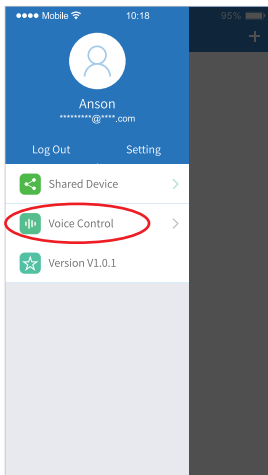 Mobile 10:18 95%
Anson
*********@****.com
Log Out Setting
Shared Device
Voice Control
Version V1.0.1